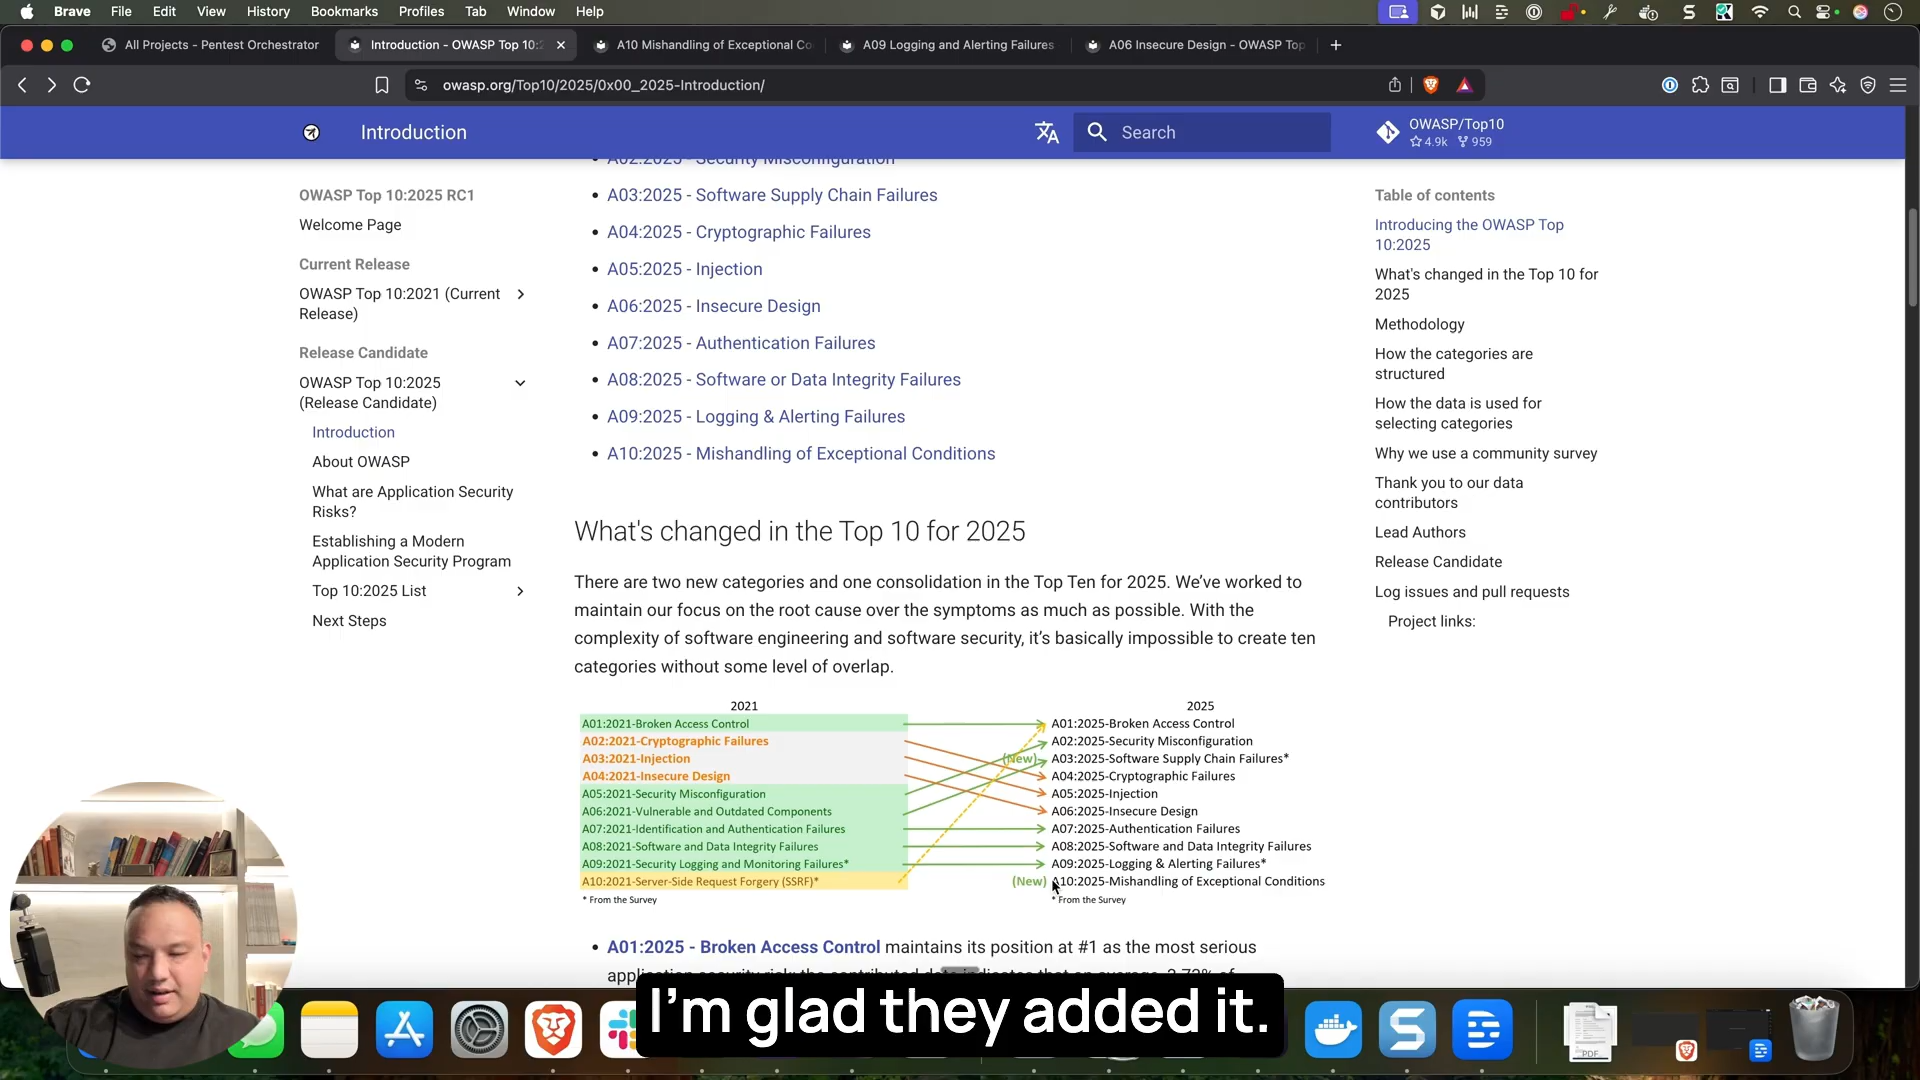 Brave File Edit View History Bookmarks Profiles Tab Window Help
All Projects - Pentest Orchestrator
Introduction - OWASP Top 10:2
A10 Mishandling of Exceptional Co
A09 Logging and Alerting Failures
A06 Insecure Design - OWASP Top
owasp.org/Top10/2025/0x00_2025-Introduction/
Introduction
Search
OWASP/Top10
4.9k 959
OWASP Top 10:2025 RC1
Welcome Page
Current Release
OWASP Top 10:2021 (Current
Release)
Release Candidate
OWASP Top 10:2025
(Release Candidate)
Introduction
About OWASP
What are Application Security
Risks?
Establishing a Modern
Application Security Program
Top 10:2025 List
Next Steps
A02:2025 - Security Misconfiguration
A03:2025 - Software Supply Chain Failures
A04:2025 - Cryptographic Failures
A05:2025 - Injection
A06:2025 - Insecure Design
A07:2025 - Authentication Failures
A08:2025 - Software or Data Integrity Failures
A09:2025 - Logging & Alerting Failures
A10:2025 - Mishandling of Exceptional Conditions
What's changed in the Top 10 for 2025
There are two new categories and one consolidation in the Top Ten for 2025. We've worked to
maintain our focus on the root cause over the symptoms as much as possible. With the
complexity of software engineering and software security, it's basically impossible to create ten
categories without some level of overlap.
2021
A01:2021-Broken Access Control
A02:2021-Cryptographic Failures
A03:2021-Injection
A04:2021-Insecure Design
A05:2021-Security Misconfiguration
A06:2021-Vulnerable and Outdated Components
A07:2021-Identification and Authentication Failures
A08:2021-Software and Data Integrity Failures
A09:2021-Security Logging and Monitoring Failures*
A10:2021-Server-Side Request Forgery (SSRF)*
* From the Survey
2025
A01:2025-Broken Access Control
A02:2025-Security Misconfiguration
(New) A03:2025-Software Supply Chain Failures*
A04:2025-Cryptographic Failures
A05:2025-Injection
A06:2025-Insecure Design
A07:2025-Authentication Failures
A08:2025-Software and Data Integrity Failures
A09:2025-Logging & Alerting Failures*
(New) A10:2025-Mishandling of Exceptional Conditions
* From the Survey
A01:2025 - Broken Access Control maintains its position at #1 as the most serious
application security risk; the contributed data indicates that on average, 3.73% of
Table of contents
Introducing the OWASP Top
10:2025
What's changed in the Top 10 for
2025
Methodology
How the categories are
structured
How the data is used for
selecting categories
Why we use a community survey
Thank you to our data
contributors
Lead Authors
Release Candidate
Log issues and pull requests
Project links:
I'm glad they added it.
PDF